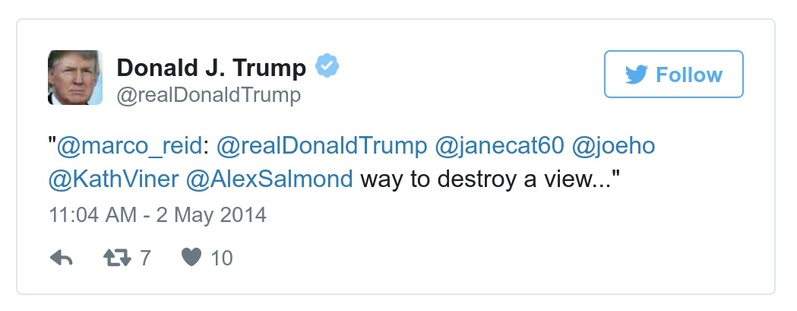 Donald J. Trump
@realDonaldTrump
Follow
"@marco_reid: @realDonaldTrump @janecat60 @joeho
@KathViner @AlexSalmond way to destroy a view..."
11:04 AM - 2 May 2014
7 10